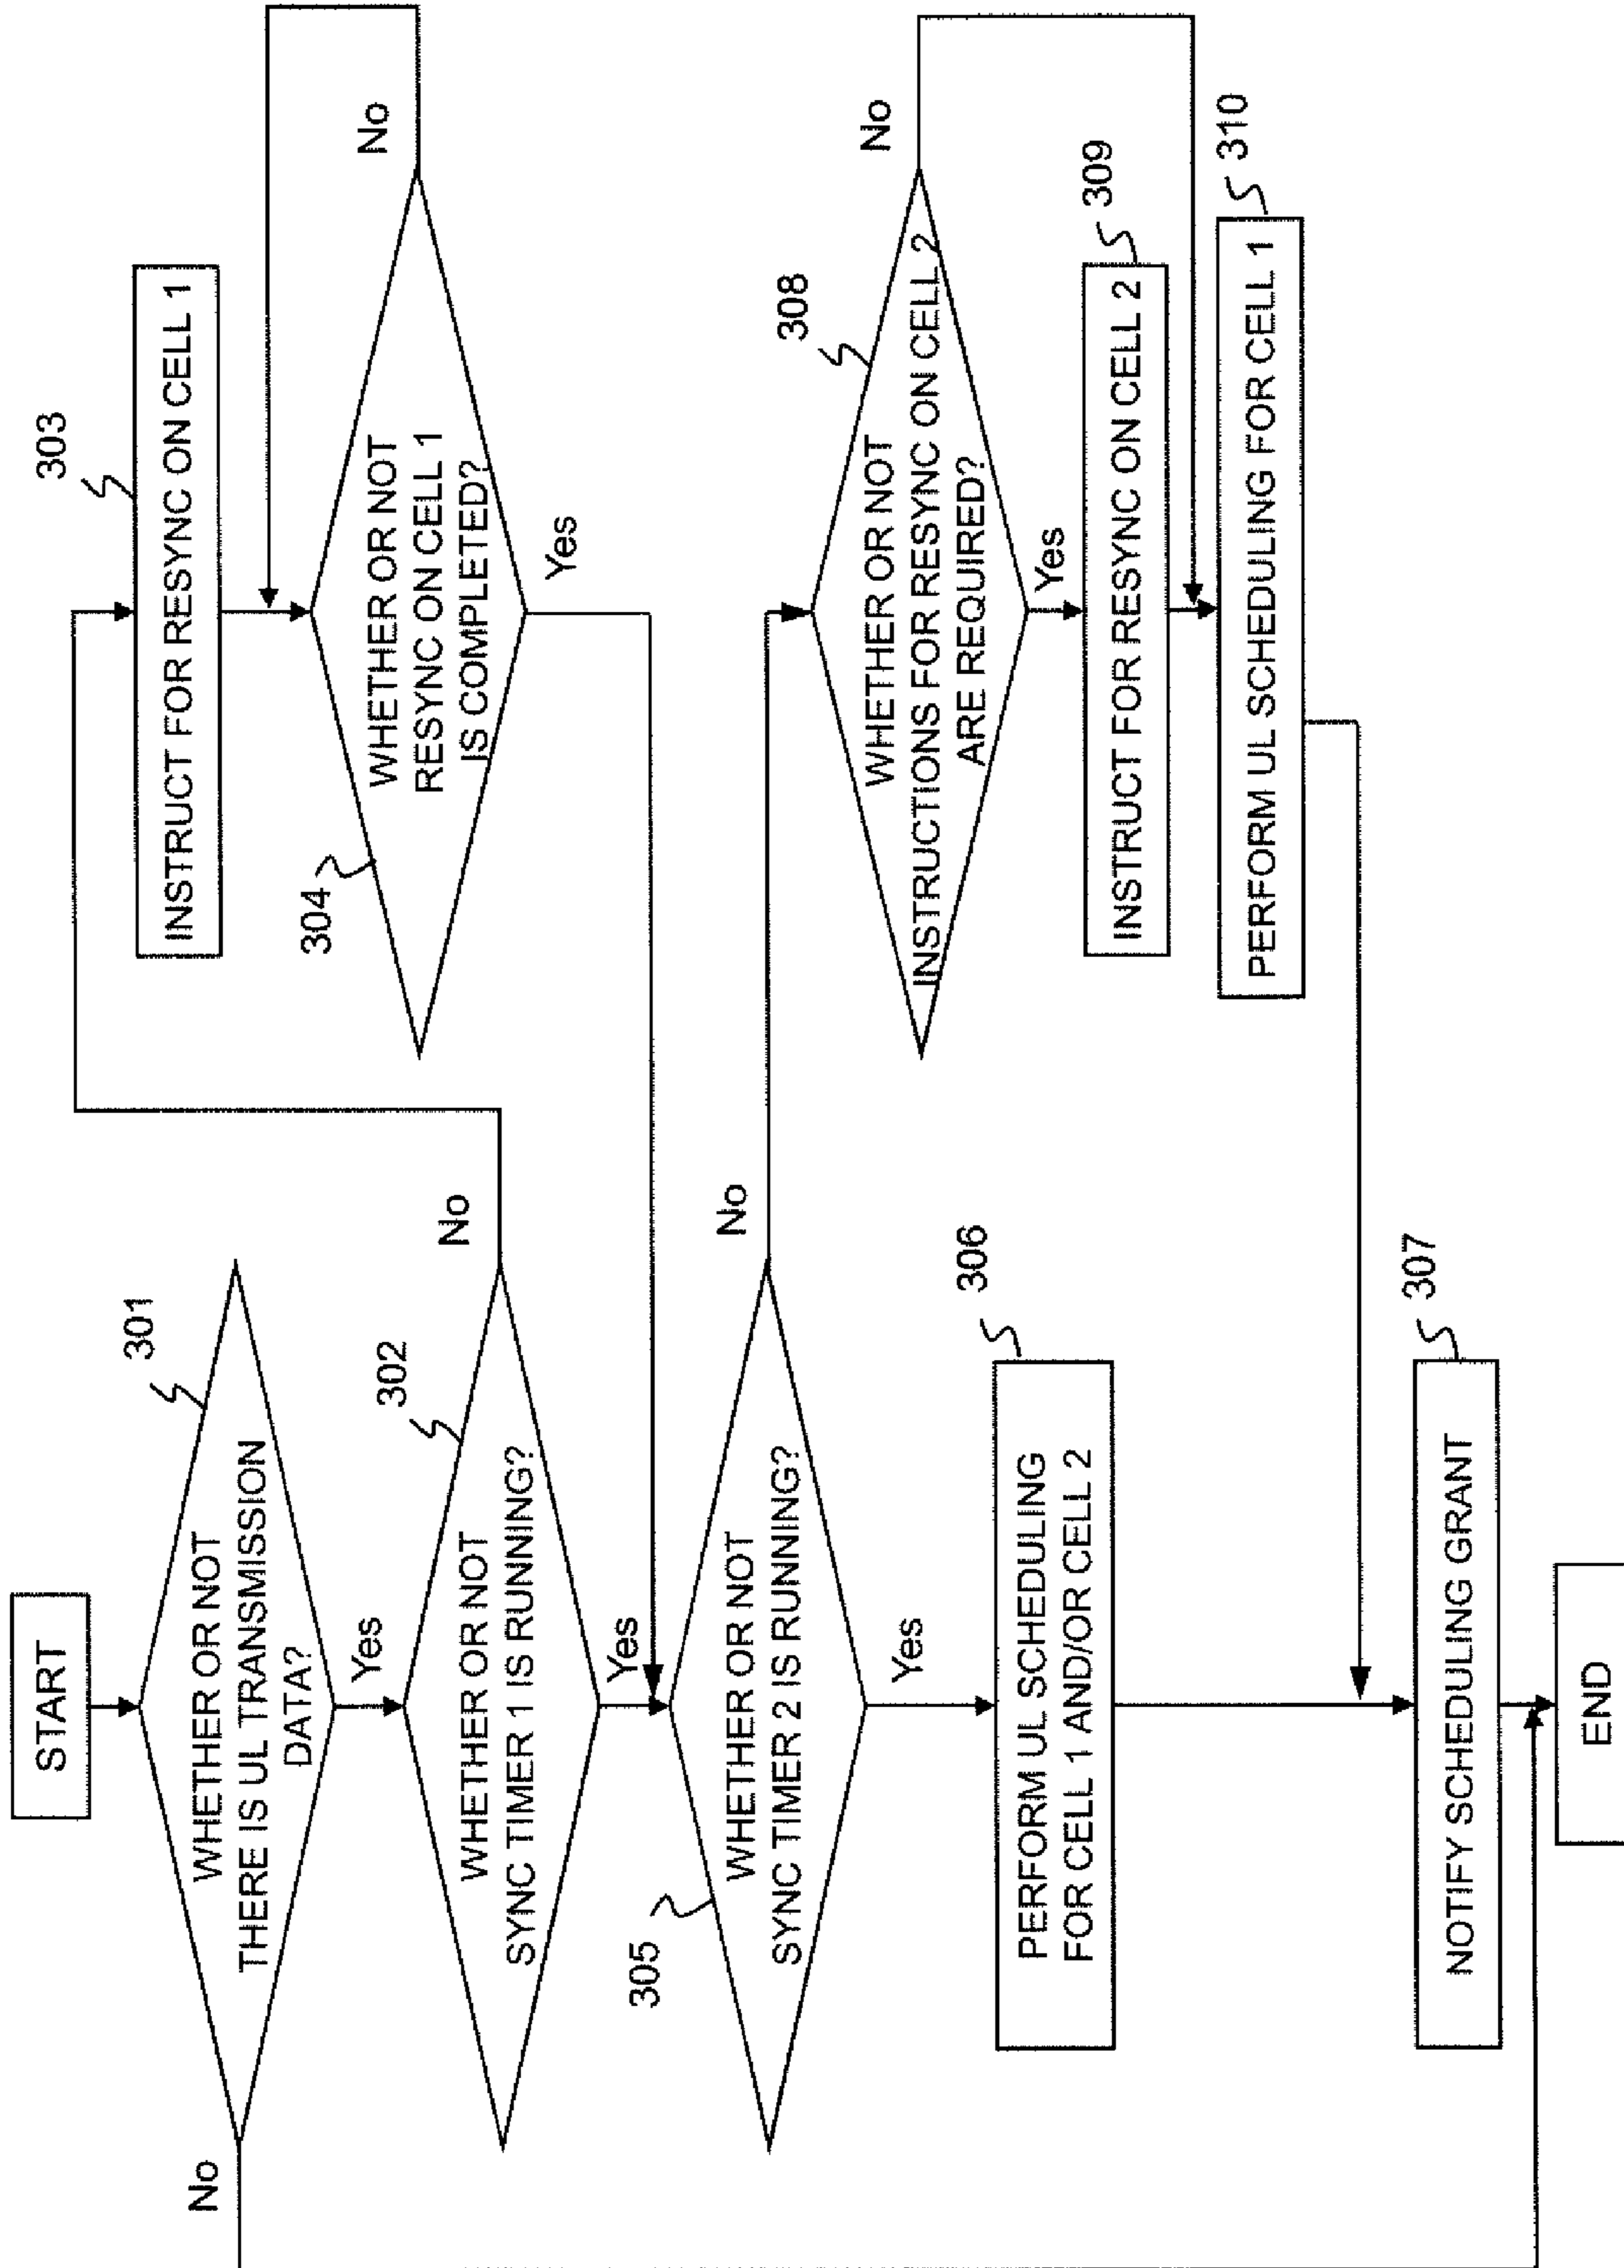 START
301
WHETHER OR NOT
THERE IS UL TRANSMISSION
DATA?
No
Yes
302
WHETHER OR NOT
SYNC TIMER 1 IS RUNNING?
No
Yes
303
INSTRUCT FOR RESYNC ON CELL 1
304
WHETHER OR NOT
RESYNC ON CELL 1
IS COMPLETED?
No
Yes
305
WHETHER OR NOT
SYNC TIMER 2 IS RUNNING?
No
Yes
306
PERFORM UL SCHEDULING
FOR CELL 1 AND/OR CELL 2
308
WHETHER OR NOT
INSTRUCTIONS FOR RESYNC ON CELL 2
ARE REQUIRED?
No
Yes
309
INSTRUCT FOR RESYNC ON CELL 2
310
PERFORM UL SCHEDULING FOR CELL 1
307
NOTIFY SCHEDULING GRANT
END